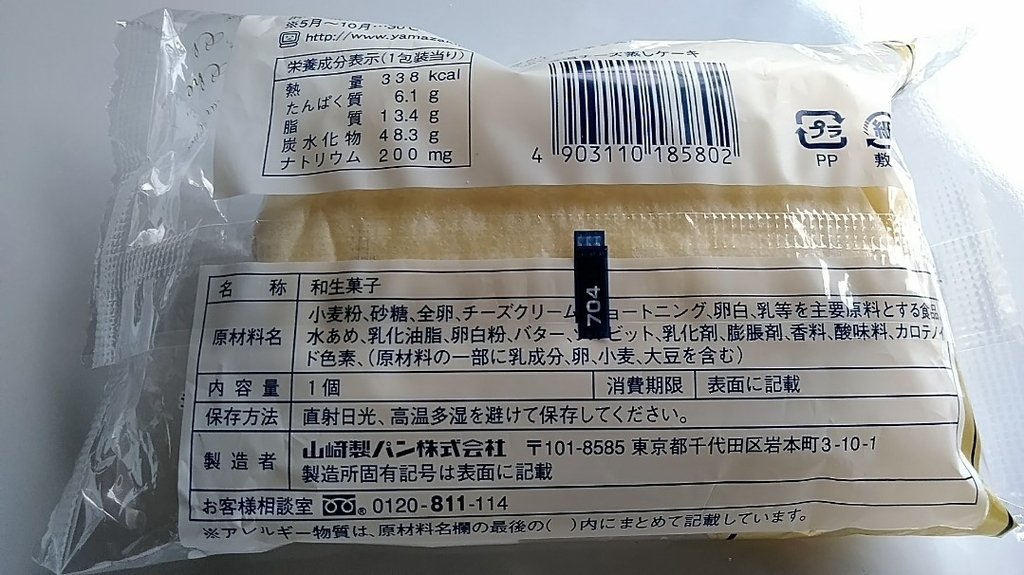 ※5月〜10月
http://www.yamaza
栄養成分表示(1包装当り)
熱量 338 kcal
たんぱく質 6.1 g
脂質 13.4 g
炭水化物 48.3 g
ナトリウム 200 mg
ズ蒸しケーキ
4 903110 185802
プラ
PP
敷
704
名称 和生菓子
原材料名 小麦粉、砂糖、全卵、チーズクリーム ョートニング、卵白、乳等を主要原料とする食品
水あめ、乳化油脂、卵白粉、バター、ソ ビット、乳化剤、膨脹剤、香料、酸味料、カロテノイ
ド色素、(原材料の一部に乳成分、卵、小麦、大豆を含む)
内容量 1個 消費期限 表面に記載
保存方法 直射日光、高温多湿を避けて保存してください。
製造者 山崎製パン株式会社 〒101-8585 東京都千代田区岩本町3-10-1
製造所固有記号は表面に記載
お客様相談室 0120-811-114
※アレルギー物質は、原材料名欄の最後の( )内にまとめて記載しています。